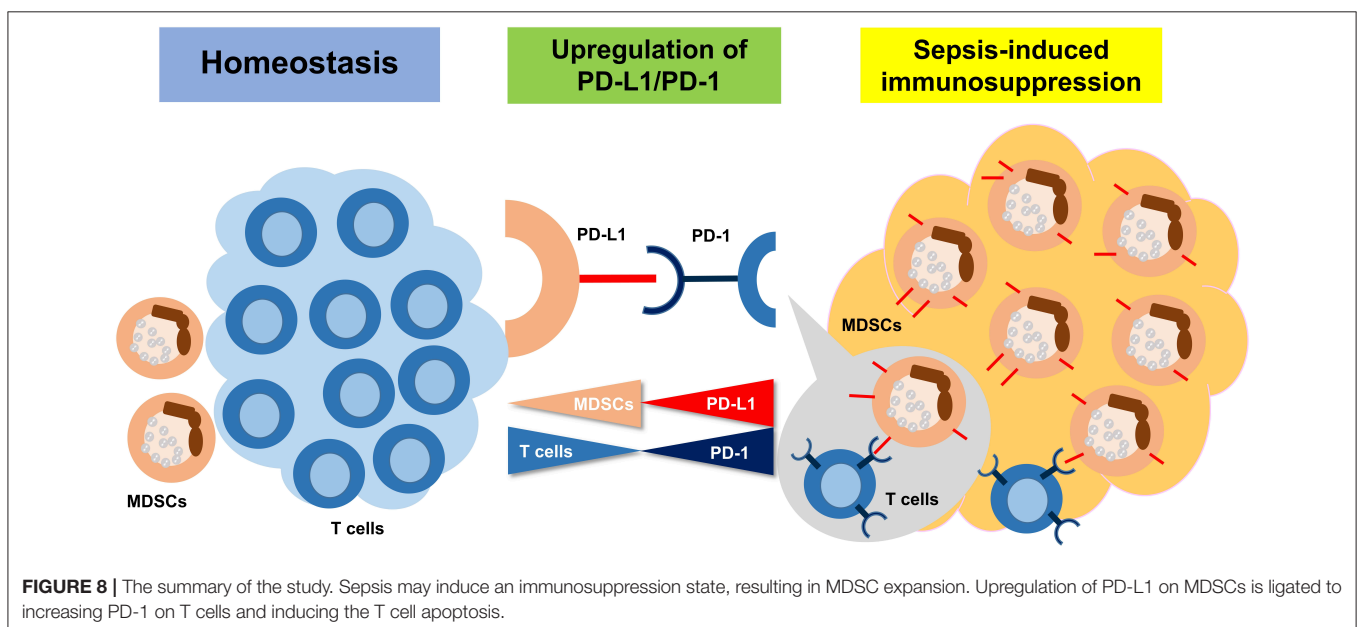 Homeostasis
Upregulation of
PD-L1/PD-1
Sepsis-induced
immunosuppression
PD-L1
PD-1
MDSCs
MDSCs
PD-L1
T cells
PD-1
T cells
MDSCs
T cells
FIGURE 8 | The summary of the study. Sepsis may induce an immunosuppression state, resulting in MDSC expansion. Upregulation of PD-L1 on MDSCs is ligated to
increasing PD-1 on T cells and inducing the T cell apoptosis.